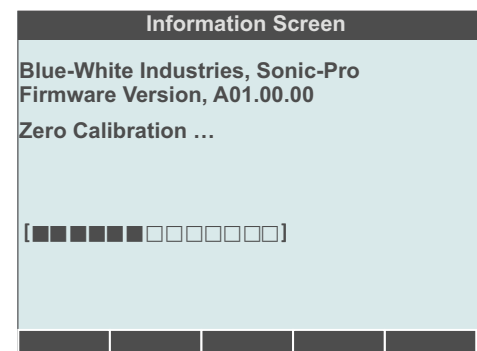 Information Screen
Blue-White Industries, Sonic-Pro
Firmware Version, A01.00.00
Zero Calibration …
[■■■■■■□□□□□□□]